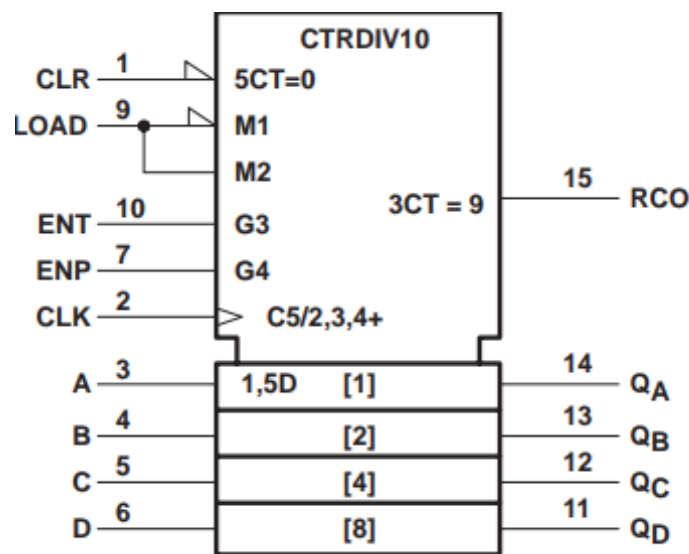 CTRDIV10
CLR 1 5CT=0
LOAD 9 M1
M2
3CT = 9 15 RCO
ENT 10 G3
ENP 7 G4
CLK 2 C5/2,3,4+
A 3 1,5D [1] 14 QA
B 4 [2] 13 QB
C 5 [4] 12 QC
D 6 [8] 11 QD